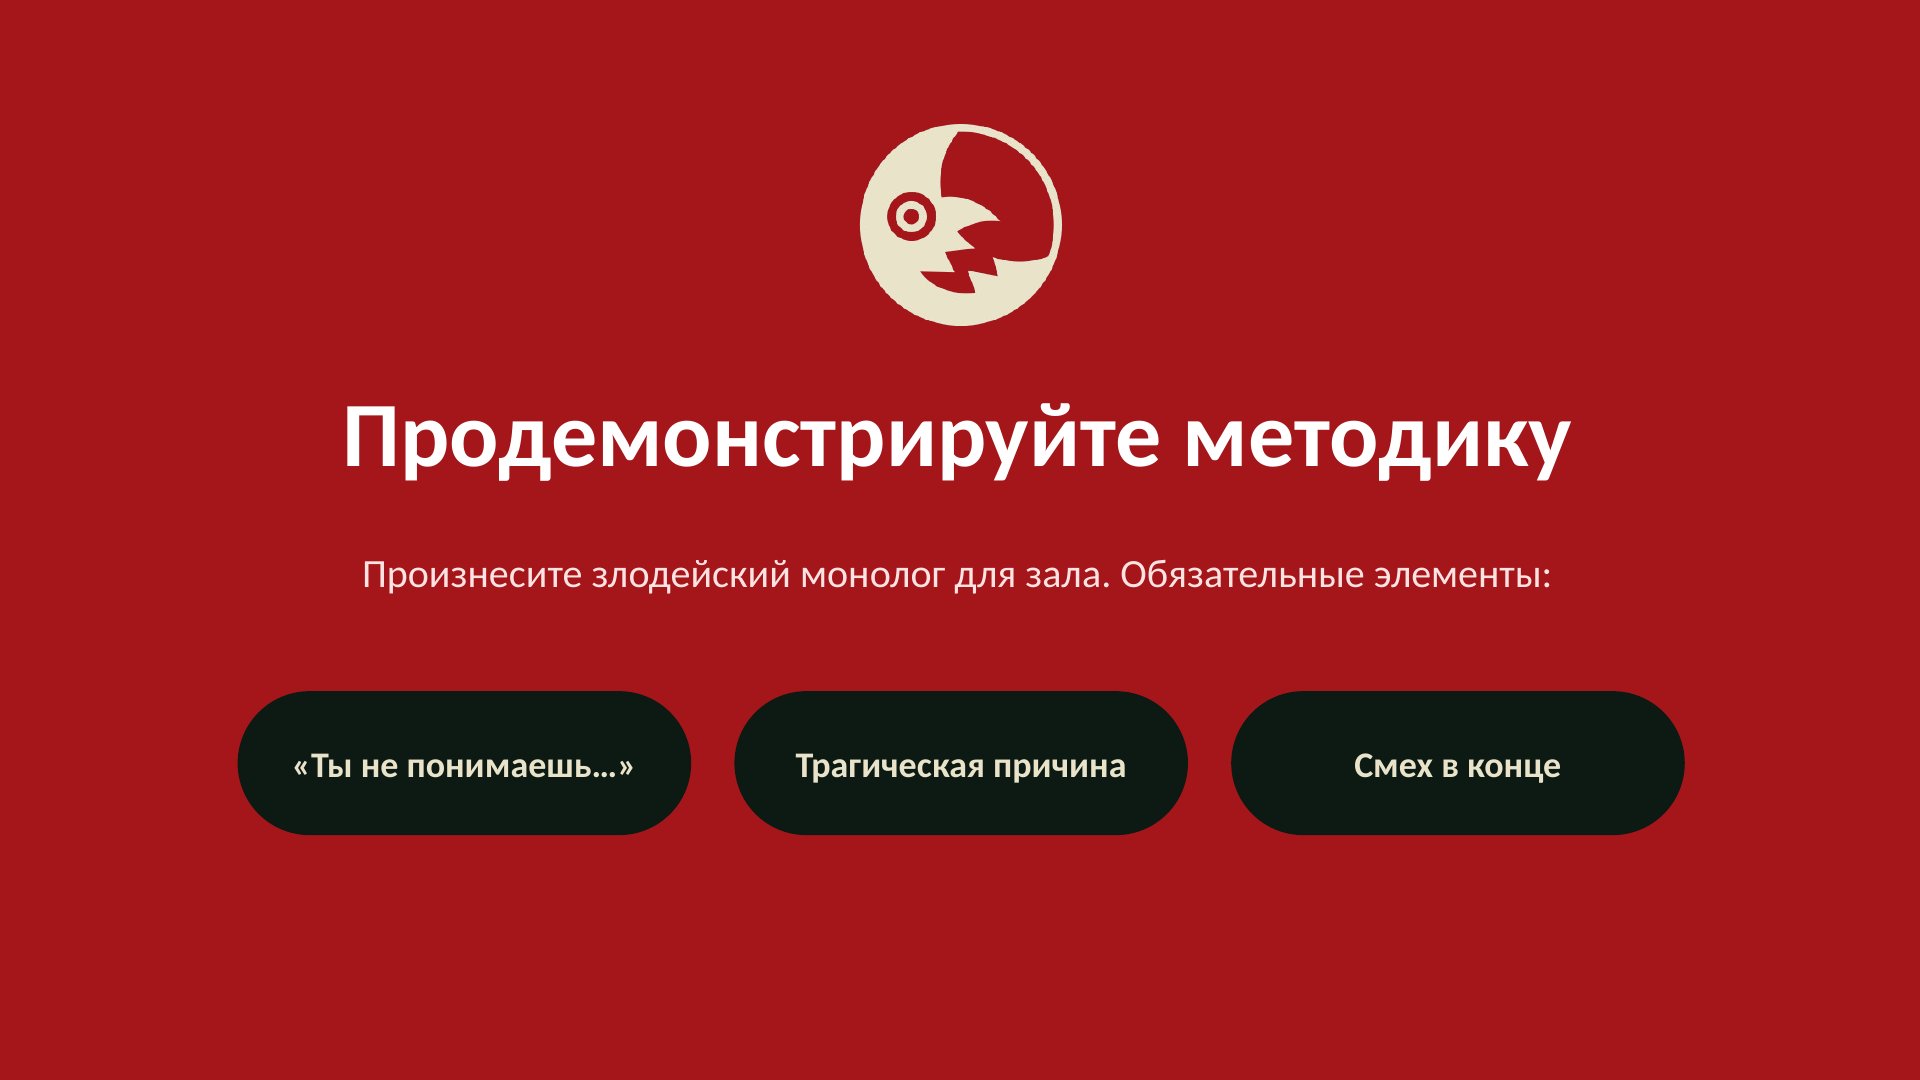 Продемонстрируйте методику
Произнесите злодейский монолог для зала. Обязательные элементы:
«Ты не понимаешь...»
Трагическая причина
Смех в конце